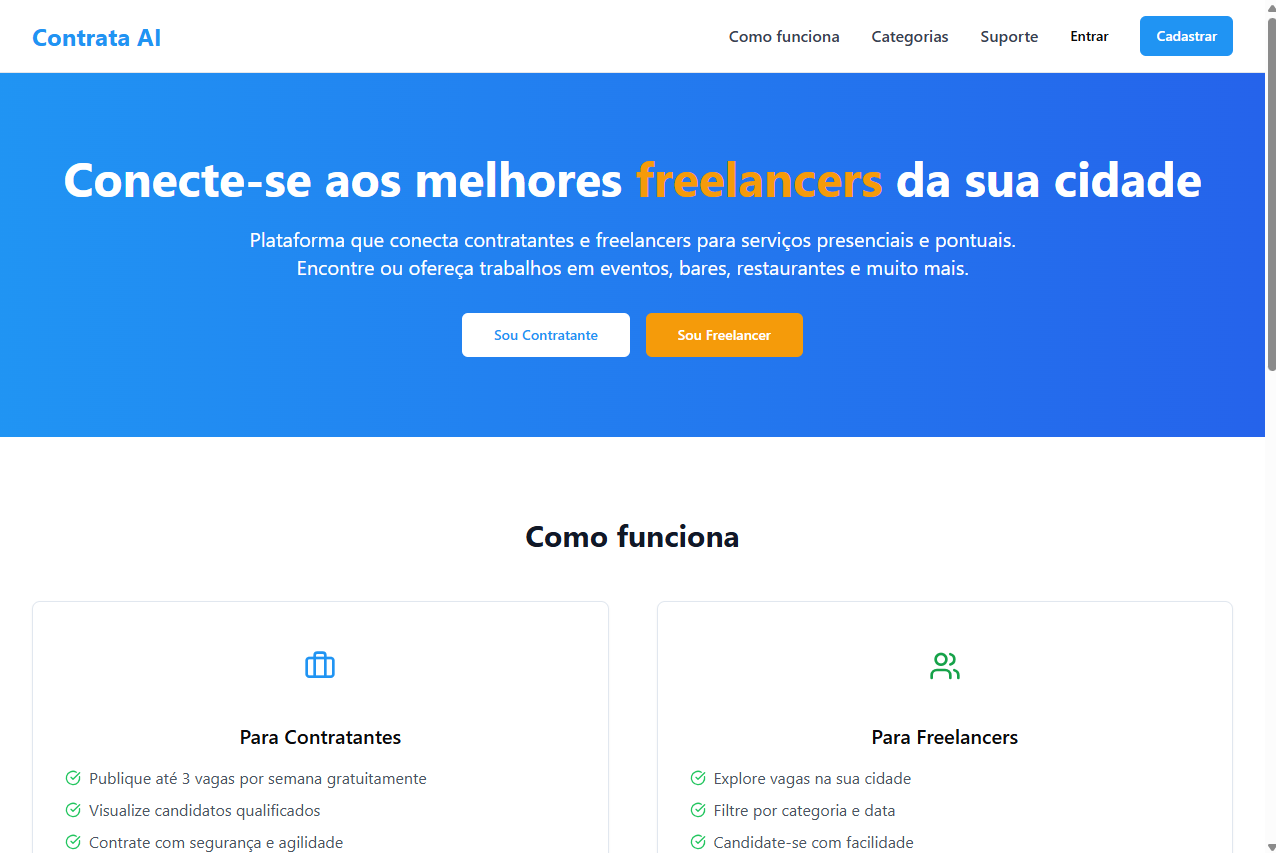 Contrata AI
Como funciona
Categorias
Suporte
Entrar
Cadastrar
Conecte-se aos melhores freelancers da sua cidade
Plataforma que conecta contratantes e freelancers para serviços presenciais e pontuais.
Encontre ou ofereça trabalhos em eventos, bares, restaurantes e muito mais.
Sou Contratante
Sou Freelancer
Como funciona
Para Contratantes
Publique até 3 vagas por semana gratuitamente
Visualize candidatos qualificados
Contrate com segurança e agilidade
Para Freelancers
Explore vagas na sua cidade
Filtre por categoria e data
Candidate-se com facilidade